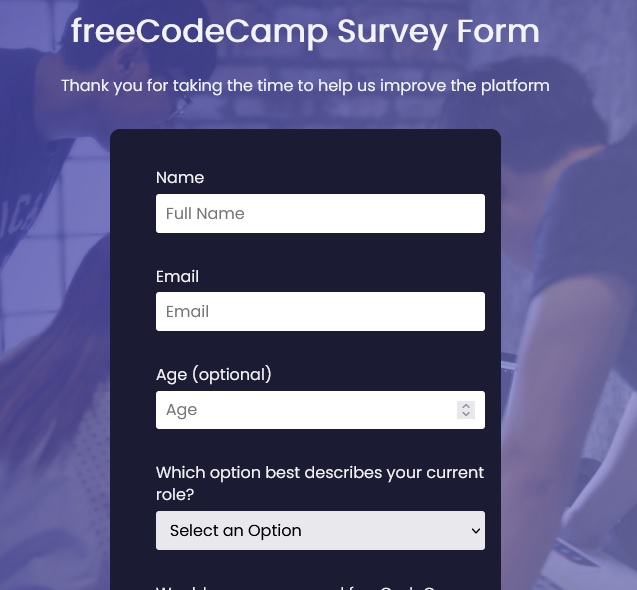 freeCodeCamp Survey Form
Thank you for taking the time to help us improve the platform
Name
Full Name
Email
Email
Age (optional)
Age
Which option best describes your current
role?
Select an Option